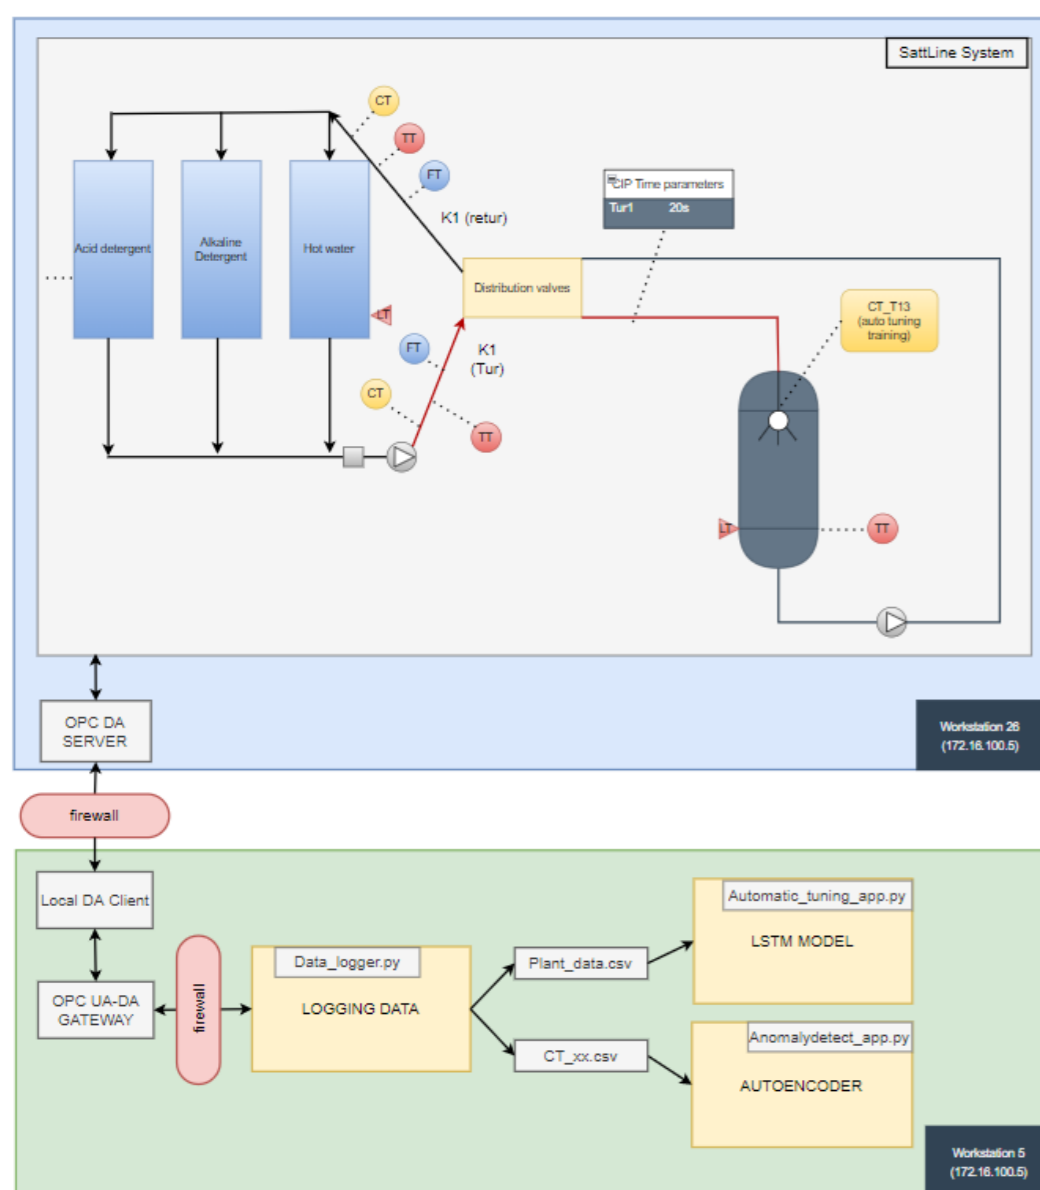 SattLine System
CT
TT
FT
K1 (retur)
CIP Time parameters
Tur1 20s
Acid detergent
Alkaline
Detergent
Hot water
LT
Distribution valves
CT_T13
(auto tuning
training)
FT
K1
(Tur)
CT
TT
LT
TT
OPC DA
SERVER
Workstation 26
(172.16.100.5)
firewall
Local DA Client
OPC UA-DA
GATEWAY
firewall
Data_logger.py
LOGGING DATA
Plant_data.csv
CT_xx.csv
Automatic_tuning_app.py
LSTM MODEL
Anomalydetect_app.py
AUTOENCODER
Workstation 5
(172.16.100.5)